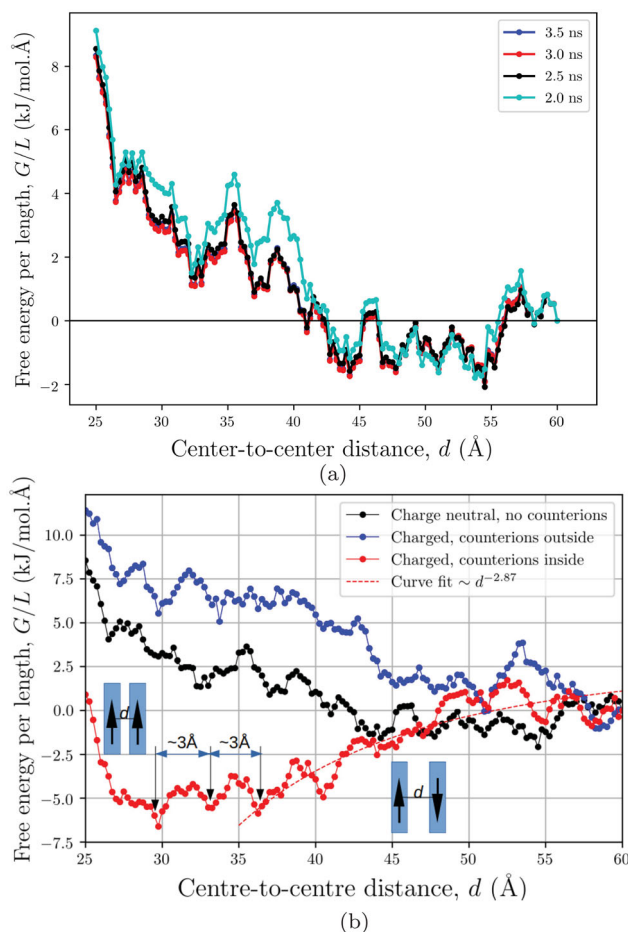 Free energy per length, G/L (kJ/mol.Å)
8
6
4
2
0
−2
3.5 ns
3.0 ns
2.5 ns
2.0 ns
25 30 35 40 45 50 55 60
Center-to-center distance, d (Å)
(a)
Free energy per length, G/L (kJ/mol.Å)
10.0
7.5
5.0
2.5
0.0
−2.5
−5.0
−7.5
Charge neutral, no counterions
Charged, counterions outside
Charged, counterions inside
Curve fit ∼ d^−2.87
d
~3Å ~3Å
d
25 30 35 40 45 50 55 60
Centre-to-centre distance, d (Å)
(b)